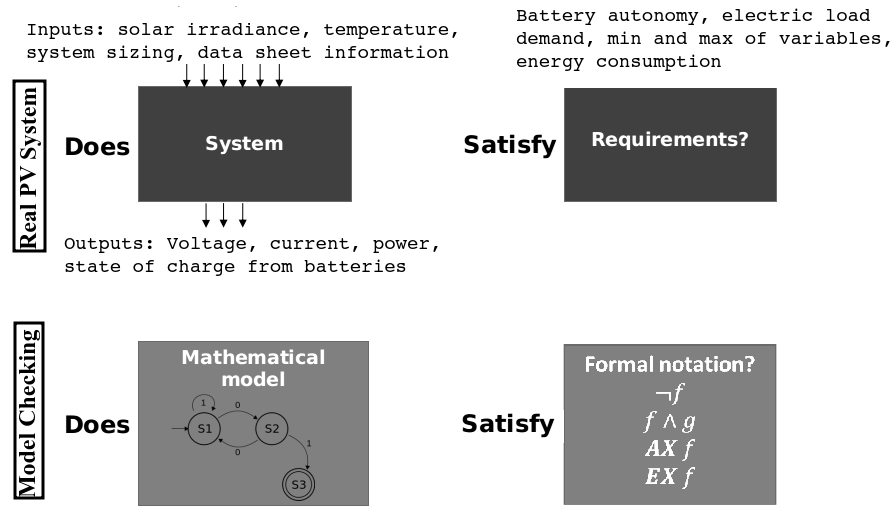 Inputs: solar irradiance, temperature,
system sizing, data sheet information
Battery autonomy, electric load
demand, min and max of variables,
energy consumption
Real PV System
Does
System
Satisfy
Requirements?
Outputs: Voltage, current, power,
state of charge from batteries
Model Checking
Does
Mathematical
model
1
0
S1
S2
0
1
S3
Satisfy
Formal notation?
¬f
f ∧ g
AX f
EX f